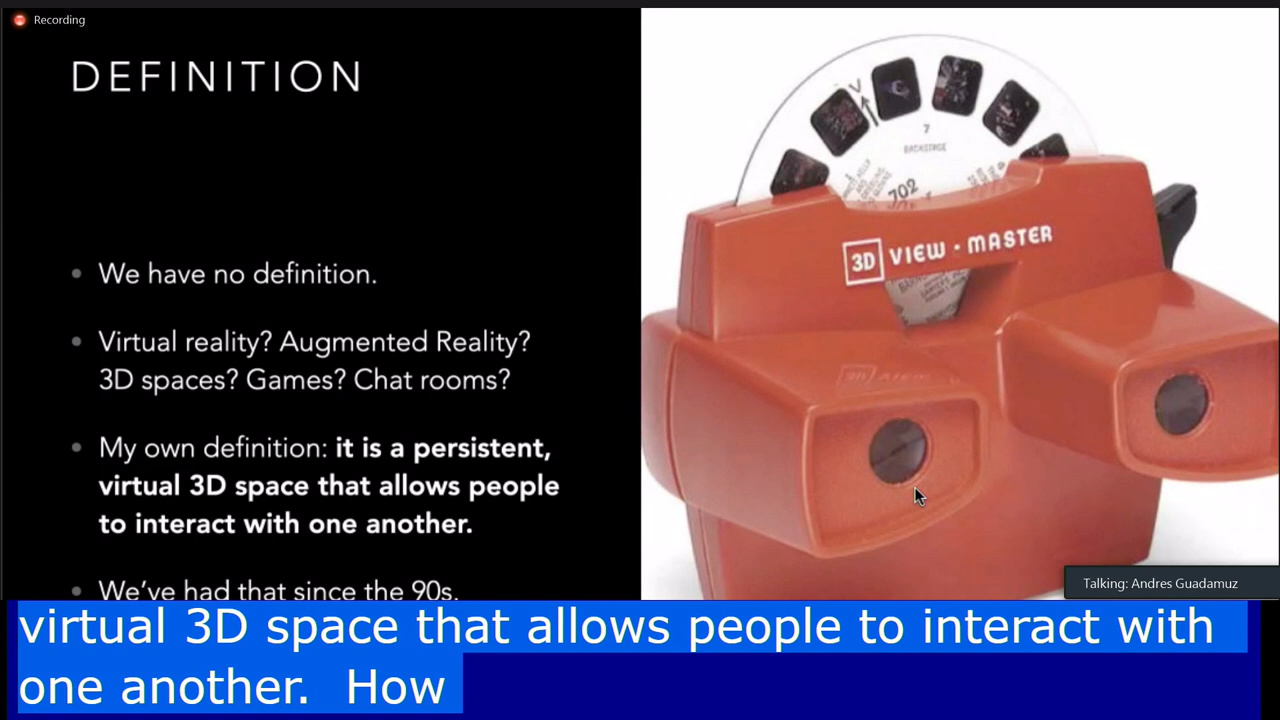 Recording
DEFINITION
• We have no definition.
• Virtual reality? Augmented Reality?
3D spaces? Games? Chat rooms?
• My own definition: it is a persistent,
virtual 3D space that allows people
to interact with one another.
• We've had that since the 90s.
7
BACKSTAGE
702
3D VIEW·MASTER
Talking: Andres Guadamuz
virtual 3D space that allows people to interact with
one another. How